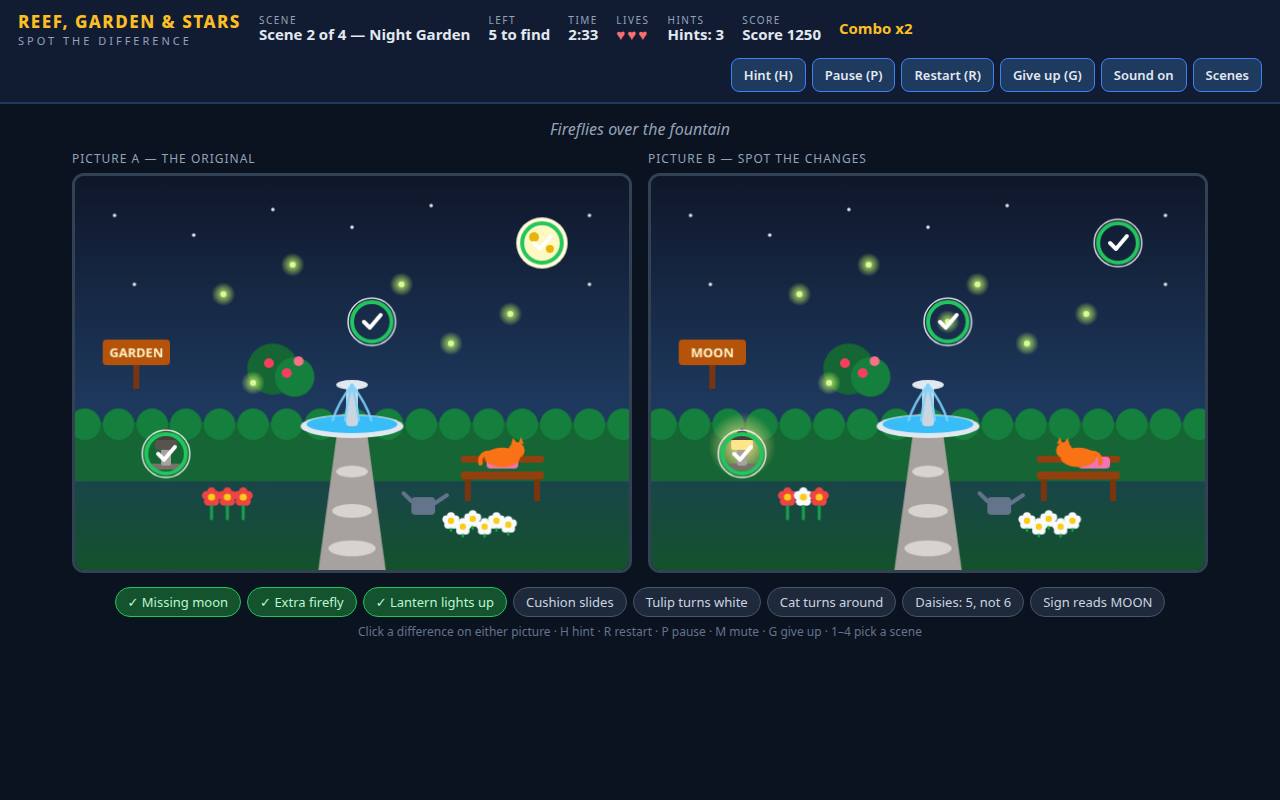 REEF, GARDEN & STARS
SPOT THE DIFFERENCE
SCENE
Scene 2 of 4 — Night Garden
LEFT
5 to find
TIME
2:33
LIVES
♥♥♥
HINTS
Hints: 3
SCORE
Score 1250
Combo x2
Hint (H)
Pause (P)
Restart (R)
Give up (G)
Sound on
Scenes
Fireflies over the fountain
PICTURE A — THE ORIGINAL
PICTURE B — SPOT THE CHANGES
GARDEN
MOON
✓ Missing moon
✓ Extra firefly
✓ Lantern lights up
Cushion slides
Tulip turns white
Cat turns around
Daisies: 5, not 6
Sign reads MOON
Click a difference on either picture · H hint · R restart · P pause · M mute · G give up · 1–4 pick a scene